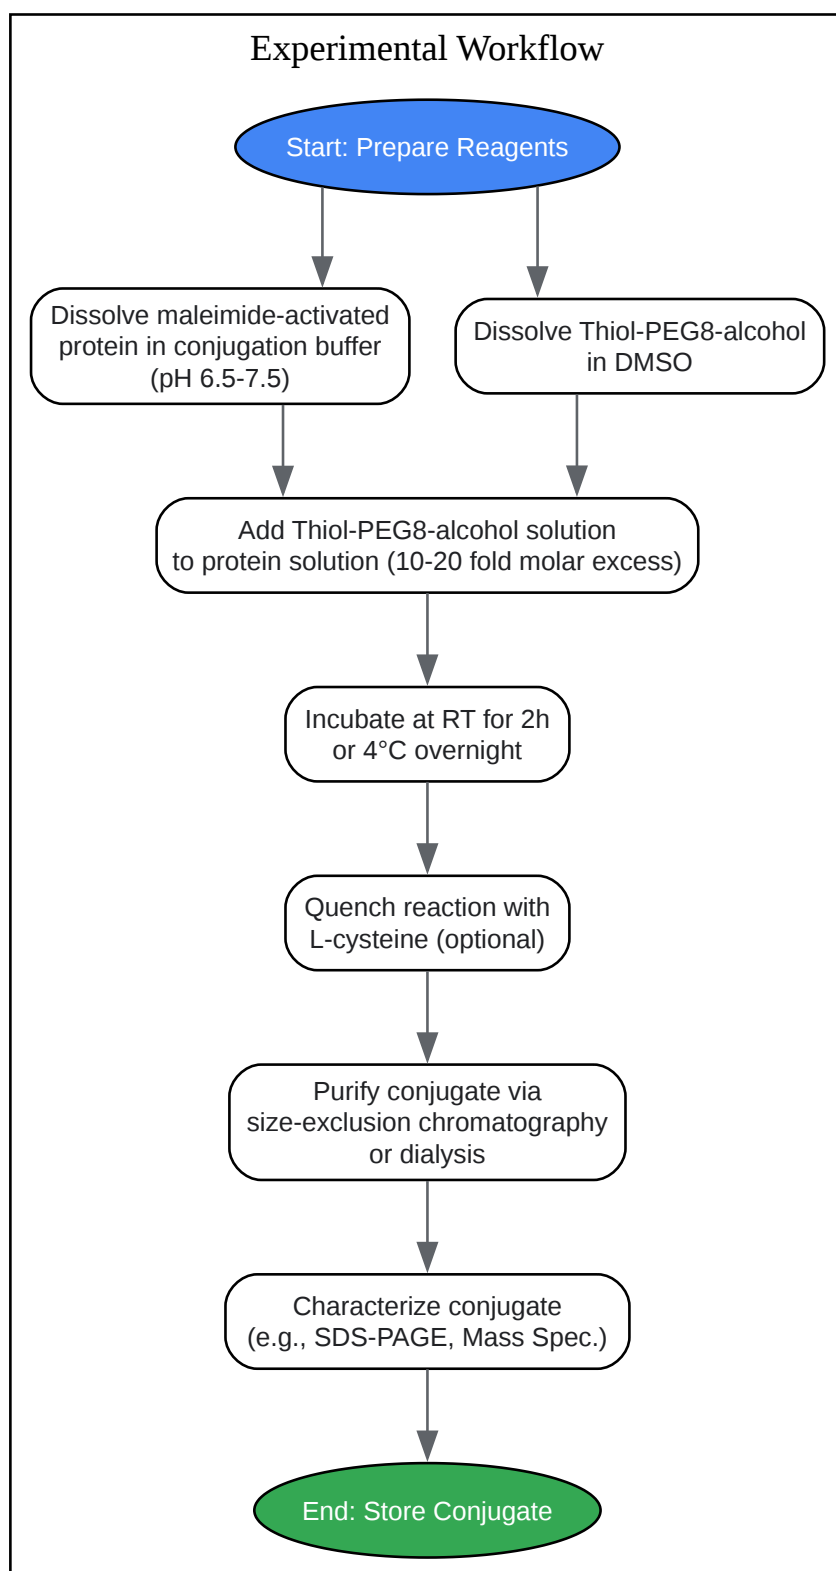 Experimental Workflow
Start: Prepare Reagents
Dissolve maleimide-activated
protein in conjugation buffer
(pH 6.5-7.5)
Dissolve Thiol-PEG8-alcohol
in DMSO
Add Thiol-PEG8-alcohol solution
to protein solution (10-20 fold molar excess)
Incubate at RT for 2h
or 4°C overnight
Quench reaction with
L-cysteine (optional)
Purify conjugate via
size-exclusion chromatography
or dialysis
Characterize conjugate
(e.g., SDS-PAGE, Mass Spec.)
End: Store Conjugate